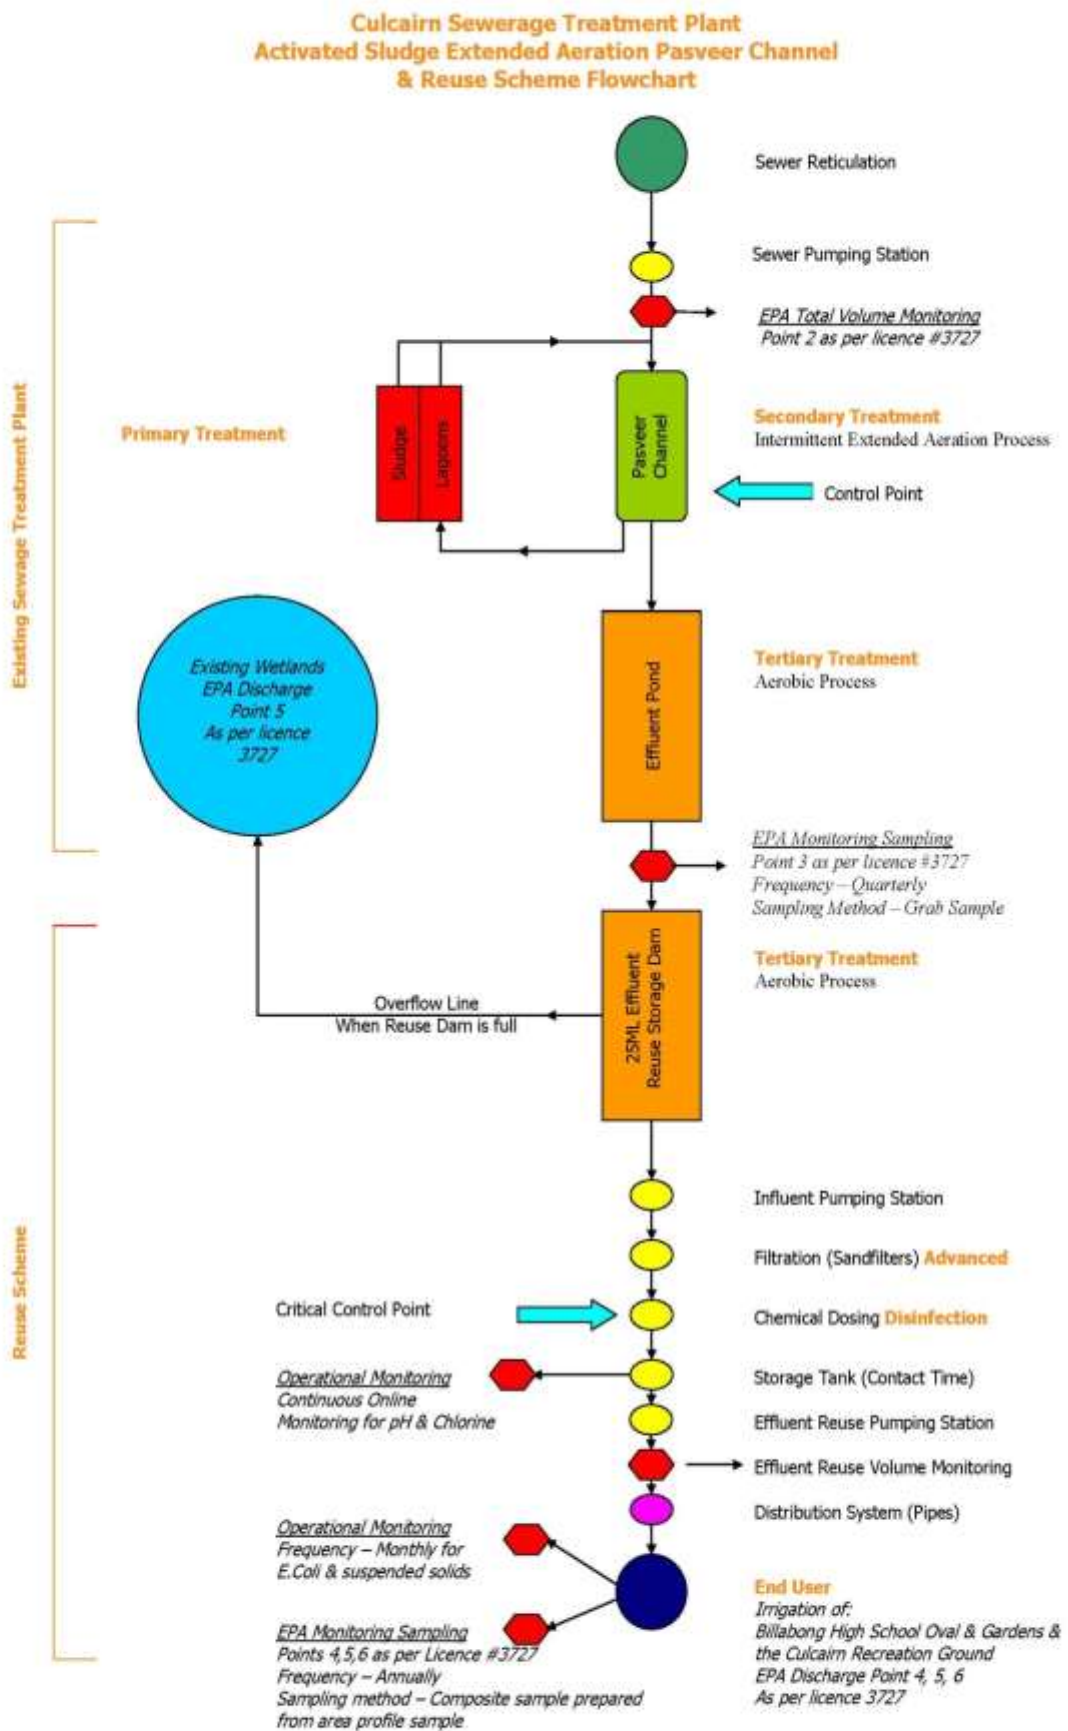 Culcairn Sewerage Treatment Plant
Activated Sludge Extended Aeration Pasveer Channel
& Reuse Scheme Flowchart
Sewer Reticulation
Sewer Pumping Station
EPA Total Volume Monitoring
Point 2 as per licence #3727
Existing Sewage Treatment Plant
Primary Treatment
Sludge
Lagoons
Pasveer
Channel
Secondary Treatment
Intermittent Extended Aeration Process
Control Point
Existing Wetlands
EPA Discharge
Point 5
As per licence
3727
Effluent Pond
Tertiary Treatment
Aerobic Process
EPA Monitoring Sampling
Point 3 as per licence #3727
Frequency – Quarterly
Sampling Method – Grab Sample
25ML Effluent
Reuse Storage Dam
Tertiary Treatment
Aerobic Process
Overflow Line
When Reuse Dam is full
Reuse Scheme
Influent Pumping Station
Filtration (Sandfilters) Advanced
Critical Control Point
Chemical Dosing Disinfection
Operational Monitoring
Continuous Online
Monitoring for pH & Chlorine
Storage Tank (Contact Time)
Effluent Reuse Pumping Station
Effluent Reuse Volume Monitoring
Distribution System (Pipes)
Operational Monitoring
Frequency – Monthly for
E.Coli & suspended solids
EPA Monitoring Sampling
Points 4,5,6 as per Licence #3727
Frequency – Annually
Sampling method – Composite sample prepared
from area profile sample
End User
Irrigation of:
Billabong High School Oval & Gardens &
the Culcairn Recreation Ground
EPA Discharge Point 4, 5, 6
As per licence 3727